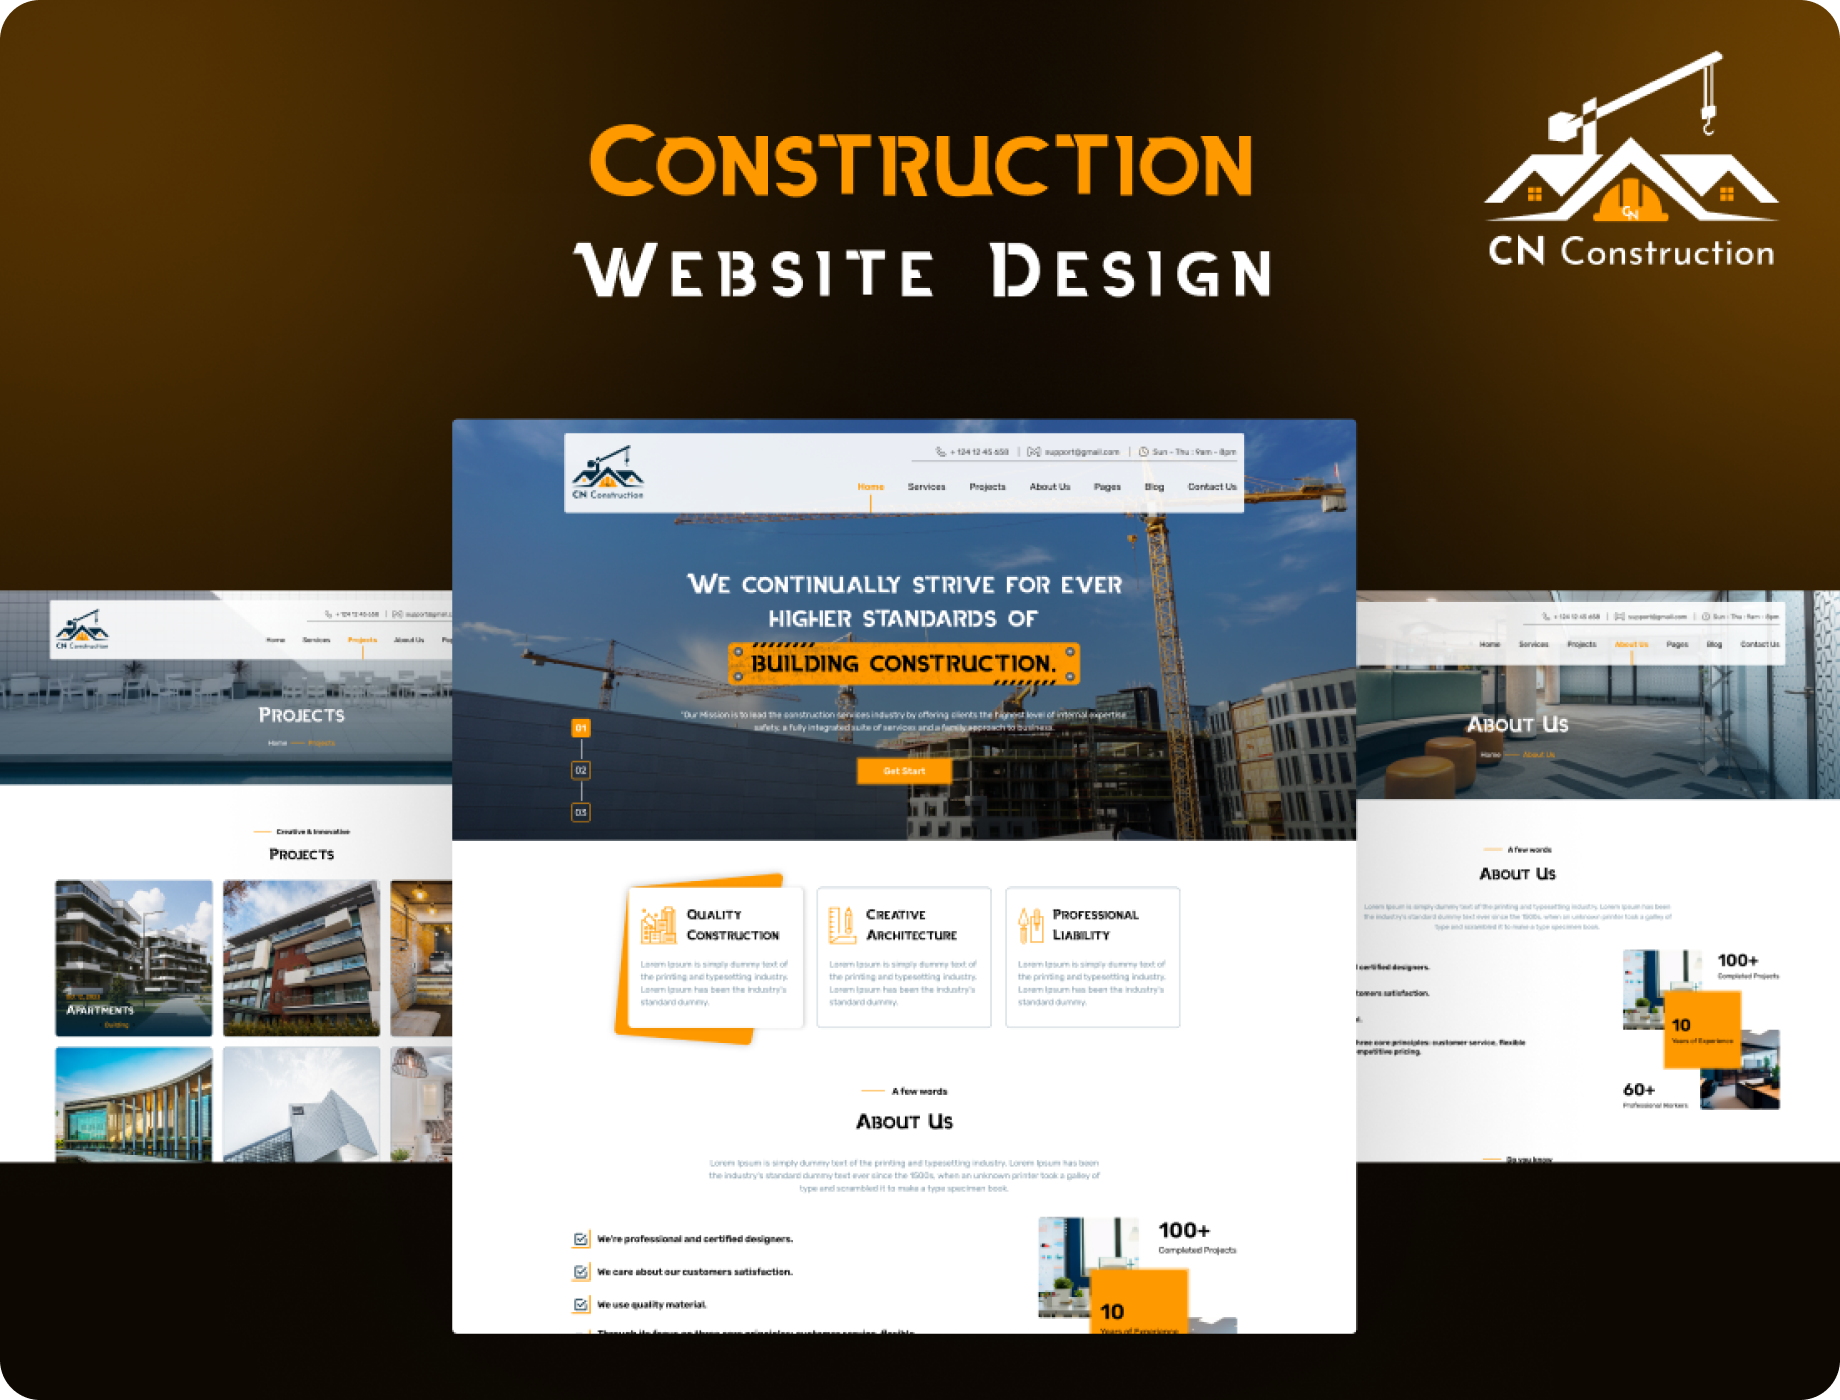 Construction
Website Design
CN
CN Construction
CN Construction
+ 124 12 45 658 | support@gmail.com | Sun - Thu : 9am - 8pm
Home Services Projects About Us Pages Blog Contact Us
We continually strive for ever
higher standards of
building construction.
"Our Mission is to lead the construction services industry by offering clients the highest level of internal expertise
safety, a fully integrated suite of services and a family approach to business.
Get Start
01
02
03
Quality
Construction
Lorem Ipsum is simply dummy text of
the printing and typesetting industry.
Lorem Ipsum has been the industry's
standard dummy.
Creative
Architecture
Lorem Ipsum is simply dummy text of
the printing and typesetting industry.
Lorem Ipsum has been the industry's
standard dummy.
Professional
Liability
Lorem Ipsum is simply dummy text of
the printing and typesetting industry.
Lorem Ipsum has been the industry's
standard dummy.
A few words
About Us
Lorem Ipsum is simply dummy text of the printing and typesetting industry. Lorem Ipsum has been
the industry's standard dummy text ever since the 1500s, when an unknown printer took a galley of
type and scrambled it to make a type specimen book.
We're professional and certified designers.
We care about our customers satisfaction.
We use quality material.
Through its focus on three core principles: customer service, flexible
100+
Completed Projects
10
Years of Experience
CN Construction
+ 124 12 45 658 | support@gmail.c
Home Services Projects About Us Pa
Projects
Home Projects
Creative & Innovative
Projects
Apartments
Building
+ 124 12 45 658 | support@gmail.com | Sun - Thu : 9am - 8pm
Home Services Projects About Us Pages Blog Contact Us
About Us
Home About Us
A few words
About Us
Lorem Ipsum is simply dummy text of the printing and typesetting industry. Lorem Ipsum has been
the industry's standard dummy text ever since the 1500s, when an unknown printer took a galley of
type and scrambled it to make a type specimen book.
certified designers.
tomers satisfaction.
three core principles: customer service, flexible
mpetitive pricing.
100+
Completed Projects
10
Years of Experience
60+
Professional Workers
Do you know